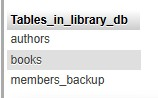 Tables_in_library_db
authors
books
members_backup